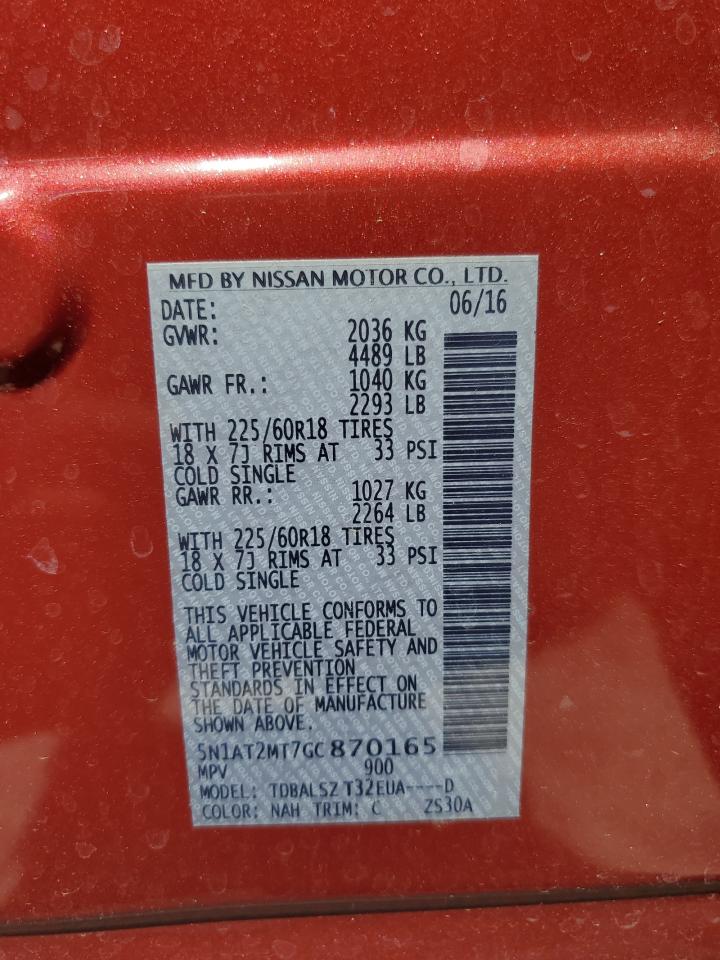 MFD BY NISSAN MOTOR CO., LTD.
DATE: 06/16
GVWR: 2036 KG
4489 LB
GAWR FR.: 1040 KG
2293 LB
WITH 225/60R18 TIRES
18 X 7J RIMS AT 33 PSI
COLD SINGLE
GAWR RR.: 1027 KG
2264 LB
WITH 225/60R18 TIRES
18 X 7J RIMS AT 33 PSI
COLD SINGLE
THIS VEHICLE CONFORMS TO
ALL APPLICABLE FEDERAL
MOTOR VEHICLE SAFETY AND
THEFT PREVENTION
STANDARDS IN EFFECT ON
THE DATE OF MANUFACTURE
SHOWN ABOVE.
5N1AT2MT7GC870165
MPV 900
MODEL: TDBALSZ T32EUA----D
COLOR: NAH TRIM: C ZS30A